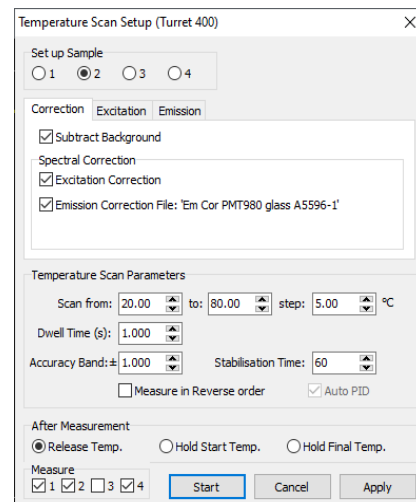 Temperature Scan Setup (Turret 400)
Set up Sample
1 2 3 4
Correction Excitation Emission
Subtract Background
Spectral Correction
Excitation Correction
Emission Correction File: 'Em Cor PMT980 glass A5596-1'
Temperature Scan Parameters
Scan from: 20.00 to: 80.00 step: 5.00 ºC
Dwell Time (s): 1.000
Accuracy Band:± 1.000 Stabilisation Time: 60
Measure in Reverse order Auto PID
After Measurement
Release Temp. Hold Start Temp. Hold Final Temp.
Measure
1 2 3 4 Start Cancel Apply